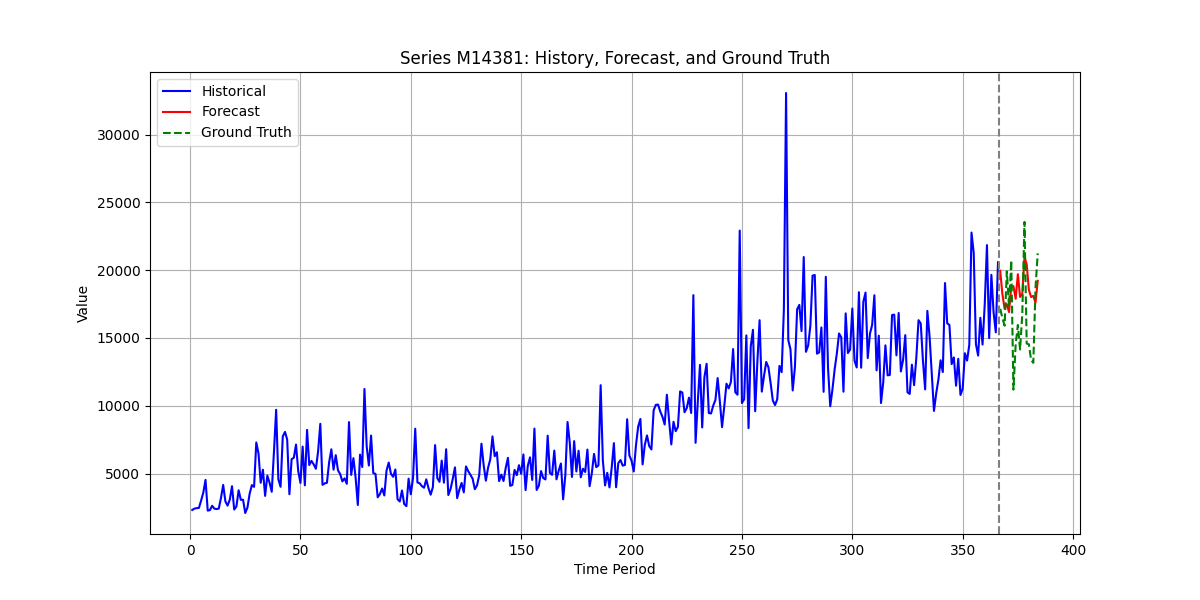 Series M14381: History, Forecast, and Ground Truth
Historical
Forecast
Ground Truth
30000
25000
20000
15000
10000
5000
Value
0
50
100
150
200
250
300
350
400
Time Period